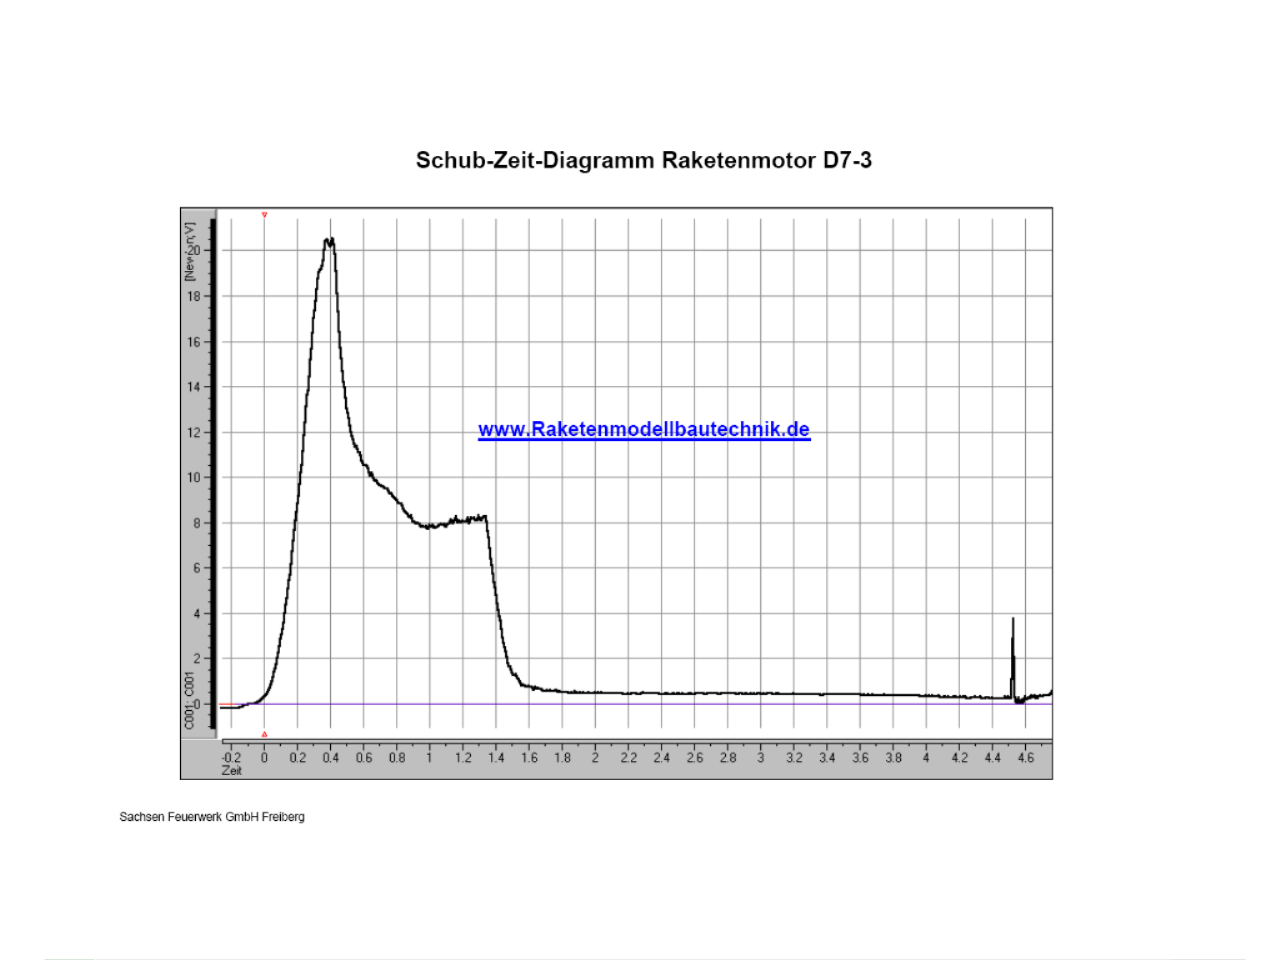 Schub-Zeit-Diagramm Raketenmotor D7-3
20
18
16
14
12
10
8
6
4
2
0
C001: C001
www.Raketenmodellbautechnik.de
-0.2 0 0.2 0.4 0.6 0.8 1 1.2 1.4 1.6 1.8 2 2.2 2.4 2.6 2.8 3 3.2 3.4 3.6 3.8 4 4.2 4.4 4.6
Zeit
Sachsen Feuerwerk GmbH Freiberg